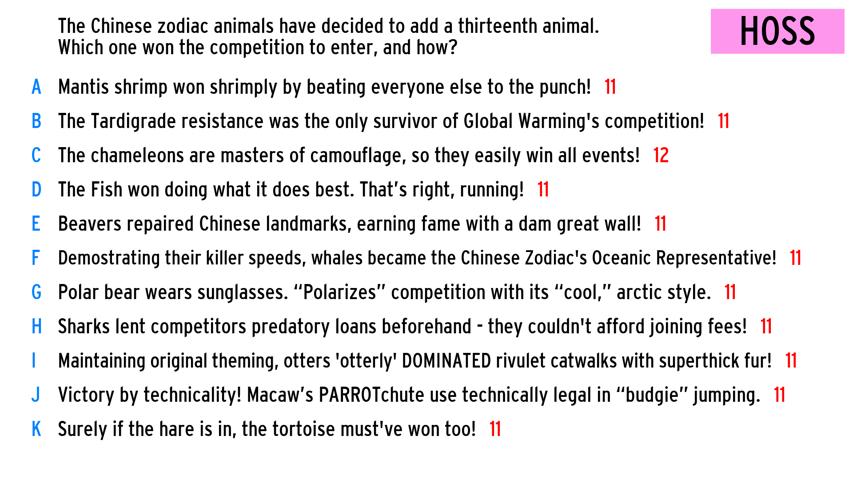 The Chinese zodiac animals have decided to add a thirteenth animal.
Which one won the competition to enter, and how?
HOSS
A Mantis shrimp won shrimply by beating everyone else to the punch! 11
B The Tardigrade resistance was the only survivor of Global Warming's competition! 11
C The chameleons are masters of camouflage, so they easily win all events! 12
D The Fish won doing what it does best. That's right, running! 11
E Beavers repaired Chinese landmarks, earning fame with a dam great wall! 11
F Demostrating their killer speeds, whales became the Chinese Zodiac's Oceanic Representative! 11
G Polar bear wears sunglasses. “Polarizes” competition with its “cool,” arctic style. 11
H Sharks lent competitors predatory loans beforehand - they couldn't afford joining fees! 11
I Maintaining original theming, otters 'otterly' DOMINATED rivulet catwalks with superthick fur! 11
J Victory by technicality! Macaw’s PARROTchute use technically legal in “budgie” jumping. 11
K Surely if the hare is in, the tortoise must've won too! 11